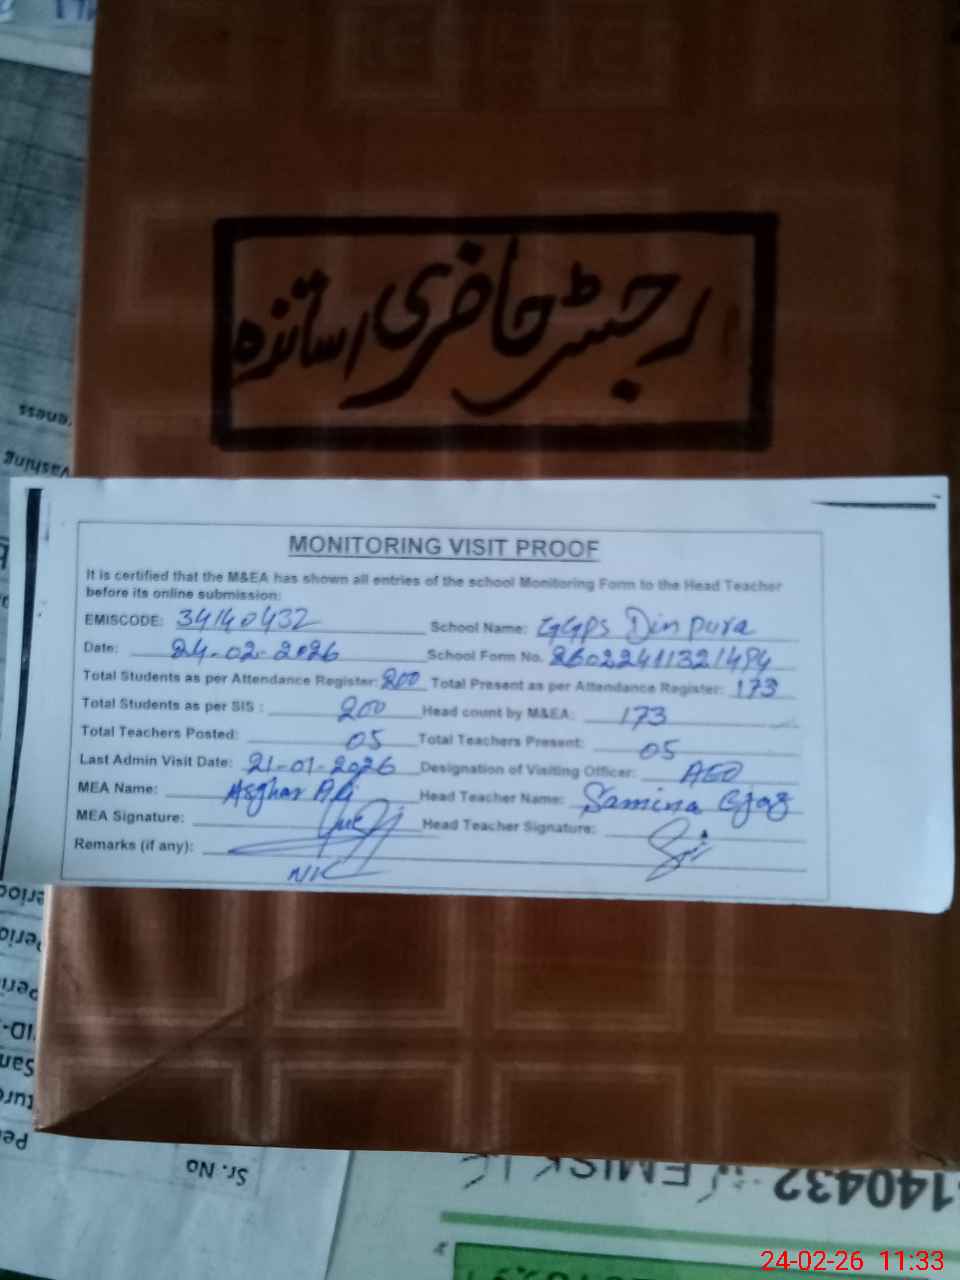 رجسٹر حاضری اساتذہ
MONITORING VISIT PROOF
It is certified that the M&EA has shown all entries of the school Monitoring Form to the Head Teacher
before its online submission:
EMISCODE: 34140432 School Name: GGPS Dinpura
Date: 24-02-2026 School Form No. 26022411321494
Total Students as per Attendance Register: 200 Total Present as per Attendance Register: 173
Total Students as per SIS : 200 Head count by M&EA: 173
Total Teachers Posted: 05 Total Teachers Present: 05
Last Admin Visit Date: 21-01-2026 Designation of Visiting Officer: AEO
MEA Name: Asghar Ali Head Teacher Name: Samina Ejaz
MEA Signature: Head Teacher Signature:
Remarks (if any):
Sr. No
140432 EMIS
24-02-26 11:33